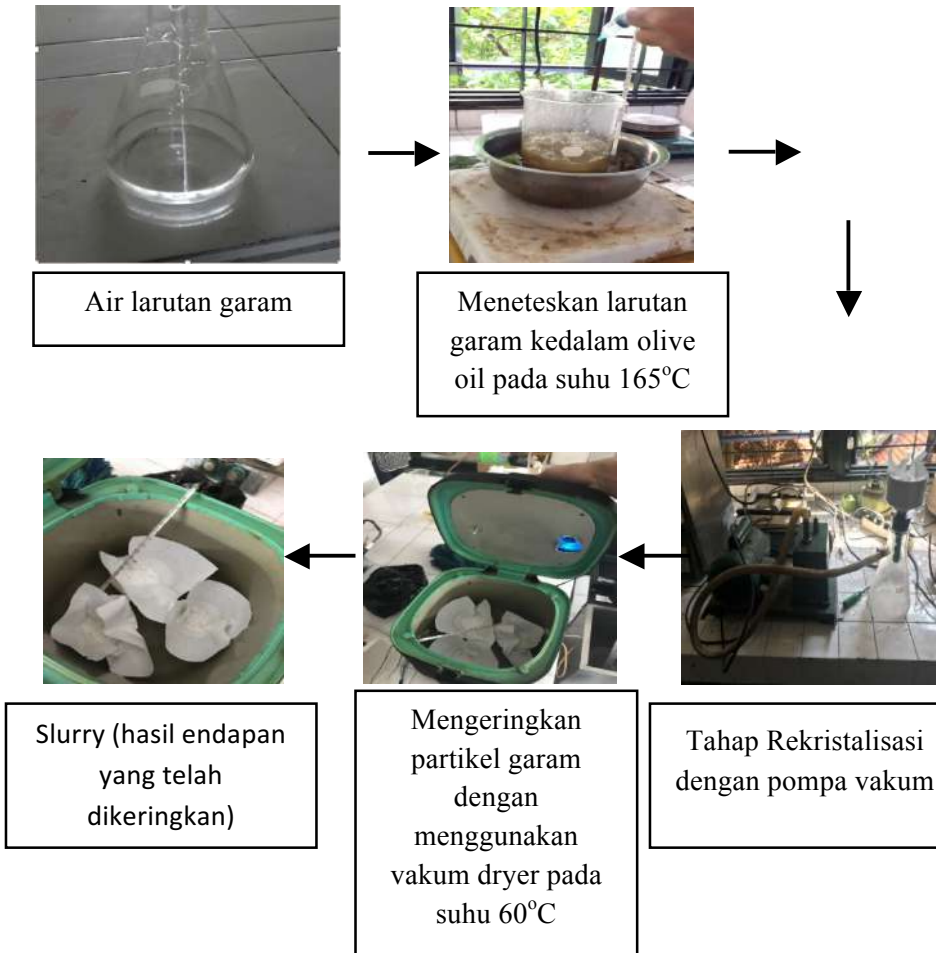 Air larutan garam
Meneteskan larutan
garam kedalam olive
oil pada suhu 165°C
Tahap Rekristalisasi
dengan pompa vakum
Mengeringkan
partikel garam
dengan
menggunakan
vakum dryer pada
suhu 60°C
Slurry (hasil endapan
yang telah
dikeringkan)